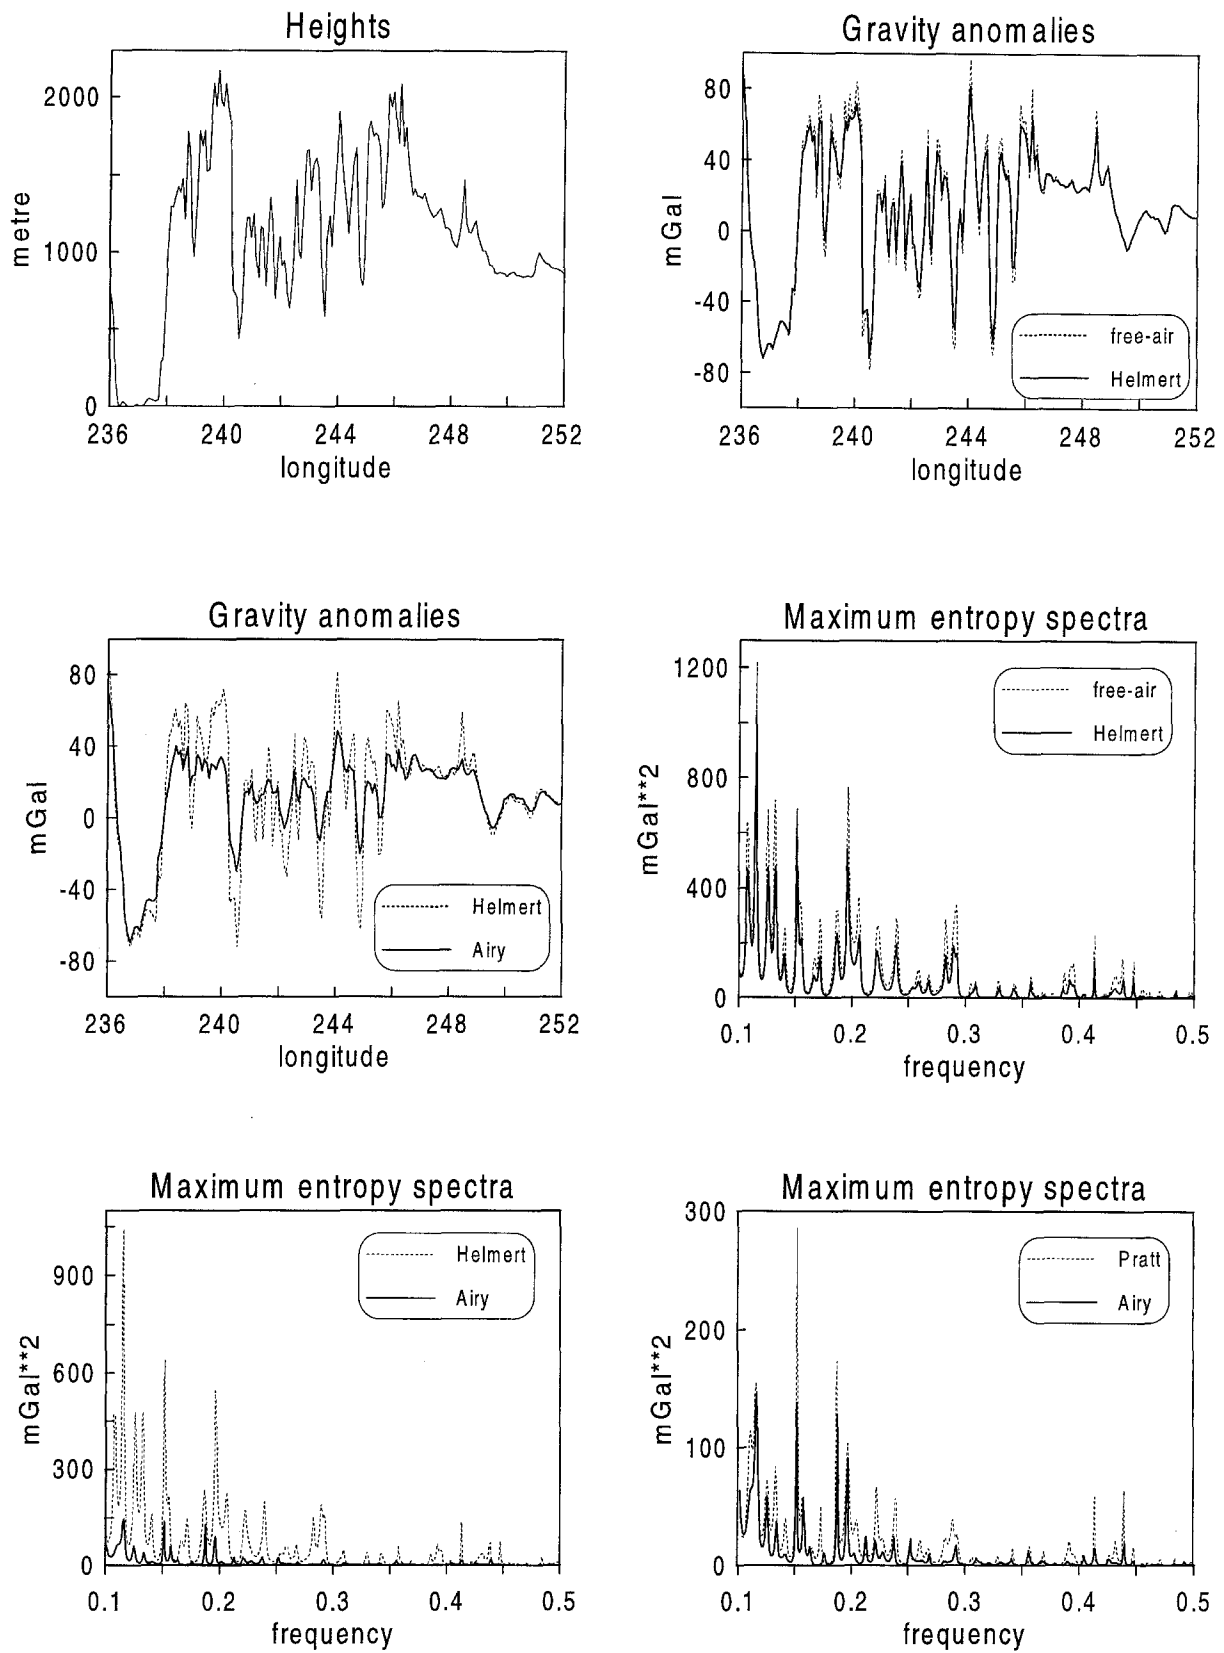 Heights
metre
2000
1000
0
236 240 244 248 252
longitude
Gravity anomalies
mGal
80
40
0
-40
-80
free-air
Helmert
236 240 244 248 252
longitude
Gravity anomalies
mGal
80
40
0
-40
-80
Helmert
Airy
236 240 244 248 252
longitude
Maximum entropy spectra
mGal**2
1200
800
400
0
free-air
Helmert
0.1 0.2 0.3 0.4 0.5
frequency
Maximum entropy spectra
mGal**2
900
600
300
0
Helmert
Airy
0.1 0.2 0.3 0.4 0.5
frequency
Maximum entropy spectra
mGal**2
300
200
100
0
Pratt
Airy
0.1 0.2 0.3 0.4 0.5
frequency